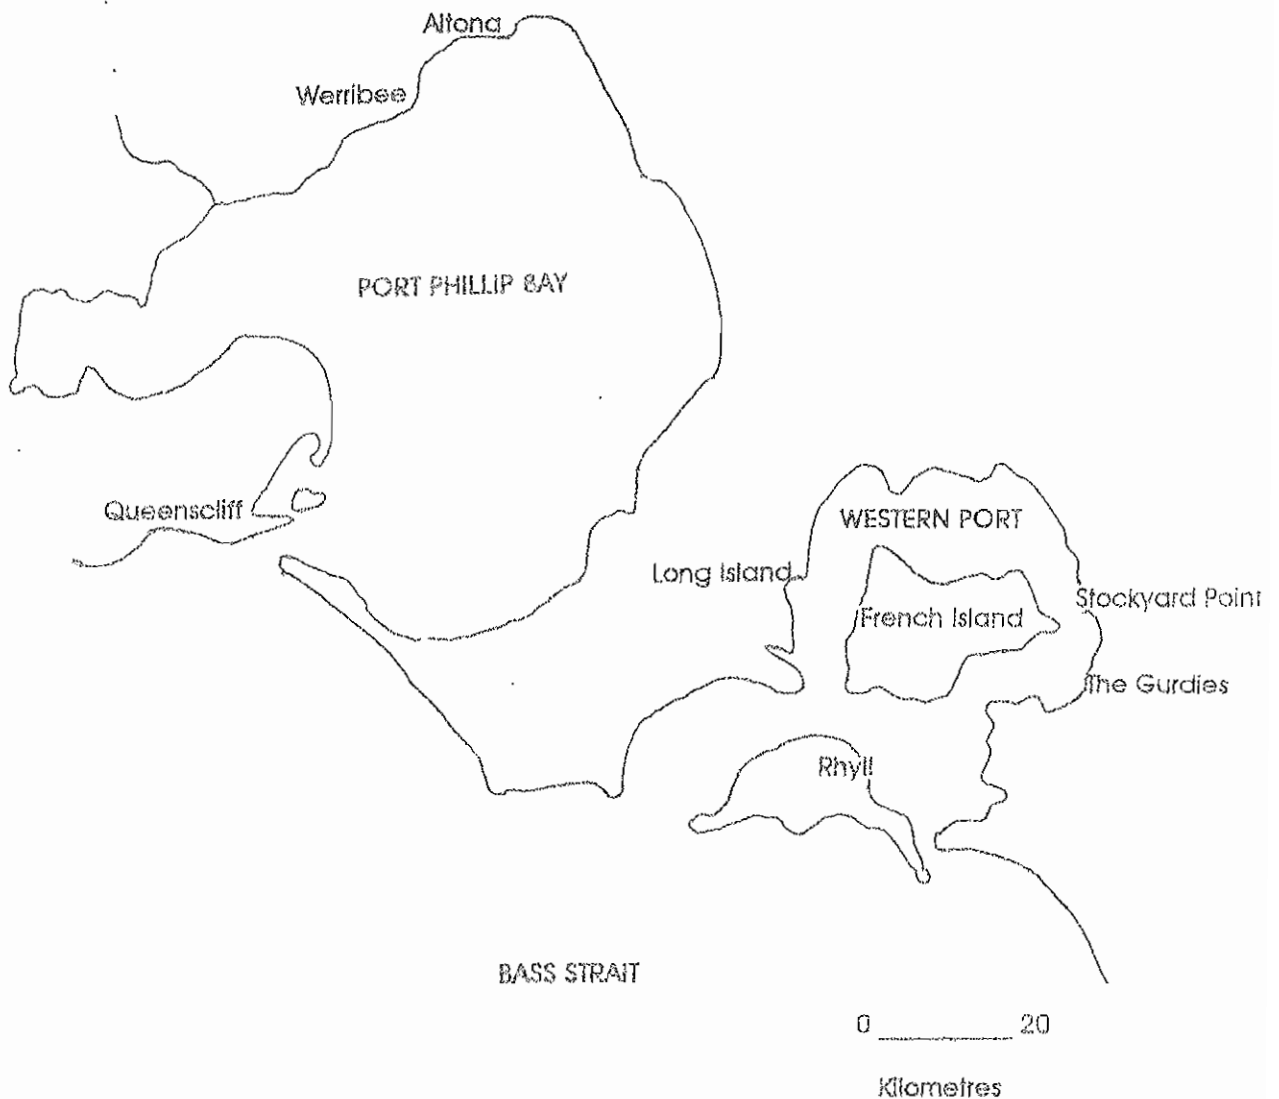 Altona
Werribee
PORT PHILLIP BAY
Queenscliff
WESTERN PORT
Long Island
Stockyard Point
French Island
The Gurdies
Rhyll
BASS STRAIT
0 20
Kilometres